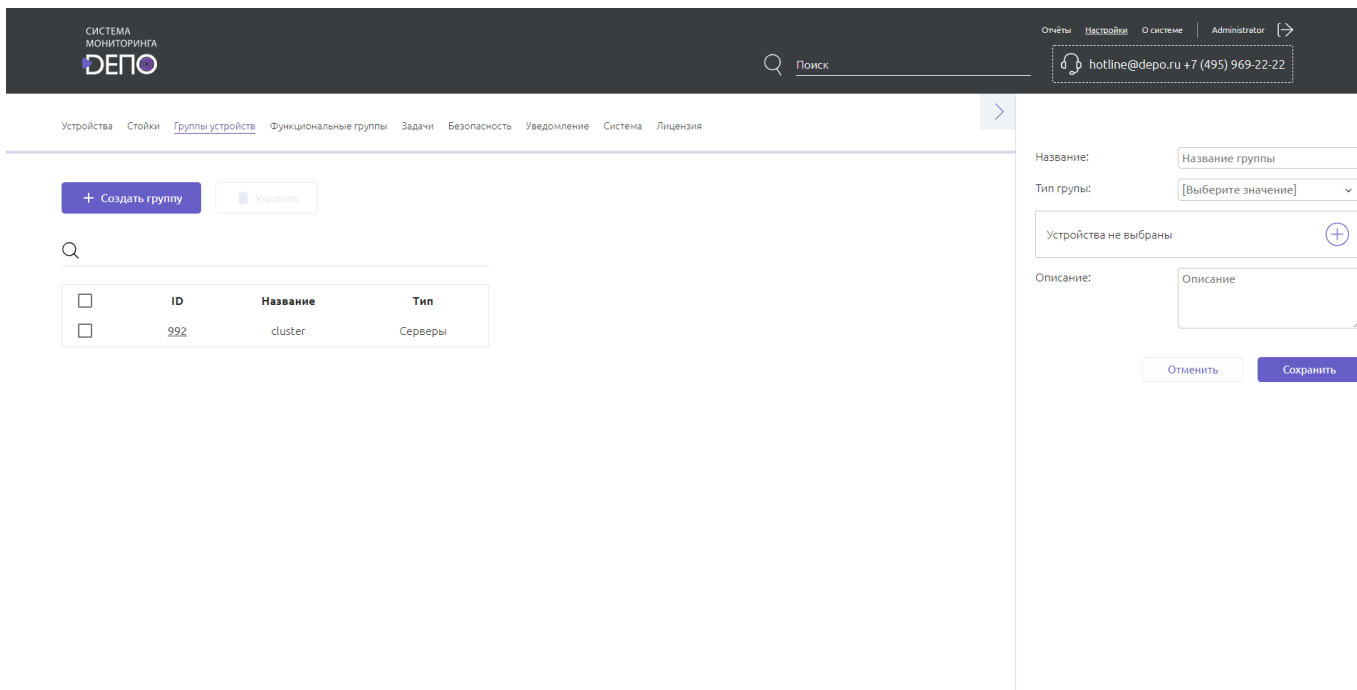 СИСТЕМА
МОНИТОРИНГА
DЕПО
Поиск
Отчёты Настройки О системе Administrator
hotline@depo.ru +7 (495) 969-22-22
Устройства Стойки Группы устройств Функциональные группы Задачи Безопасность Уведомление Система Лицензия
+ Создать группу Удалить
ID Название Тип
992 cluster Серверы
Название: Название группы
Тип групы: [Выберите значение]
Устройства не выбраны
Описание: Описание
Отменить Сохранить